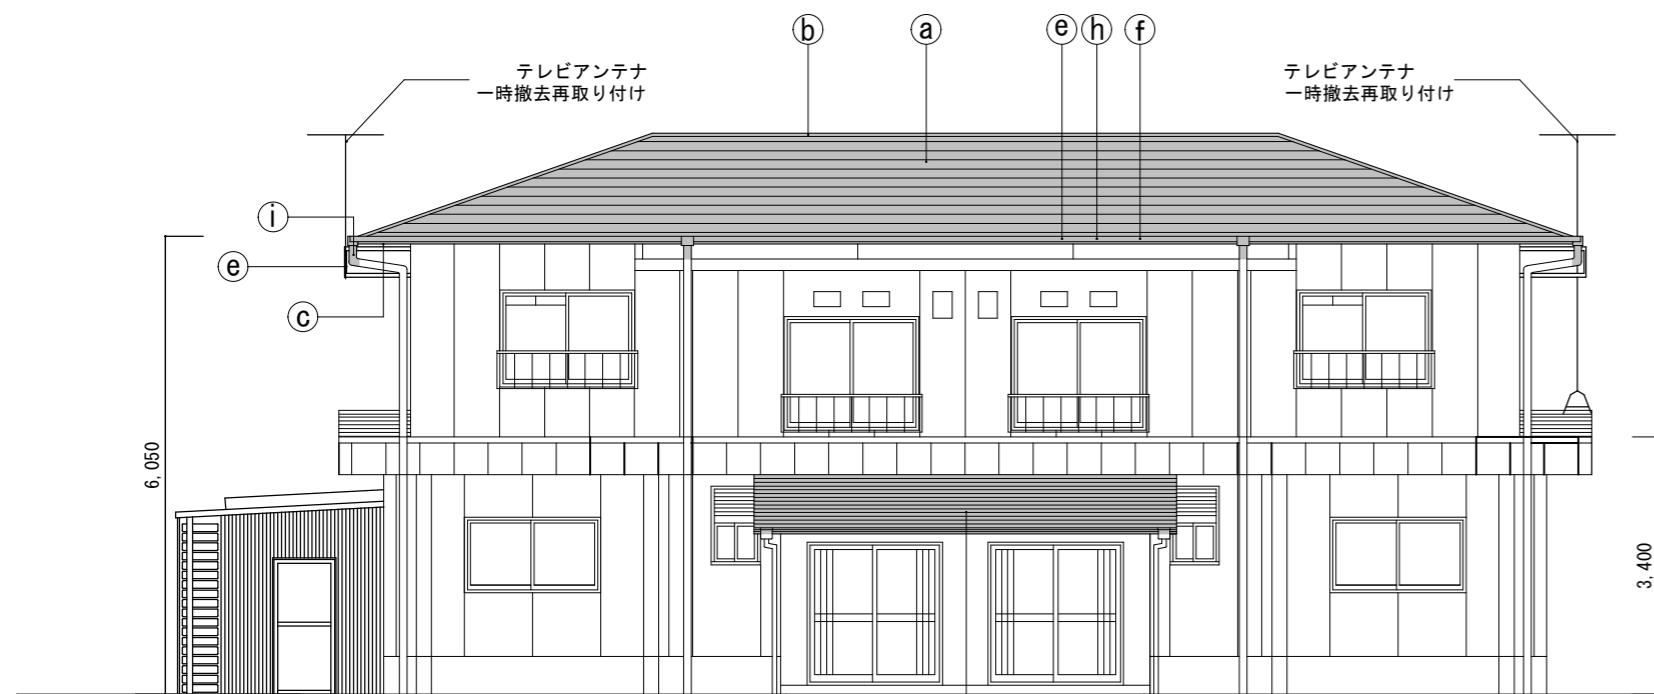 b a e h f
テレビアンテナ
一時撤去再取り付け
テレビアンテナ
一時撤去再取り付け
i
e
c
6,050
3,400